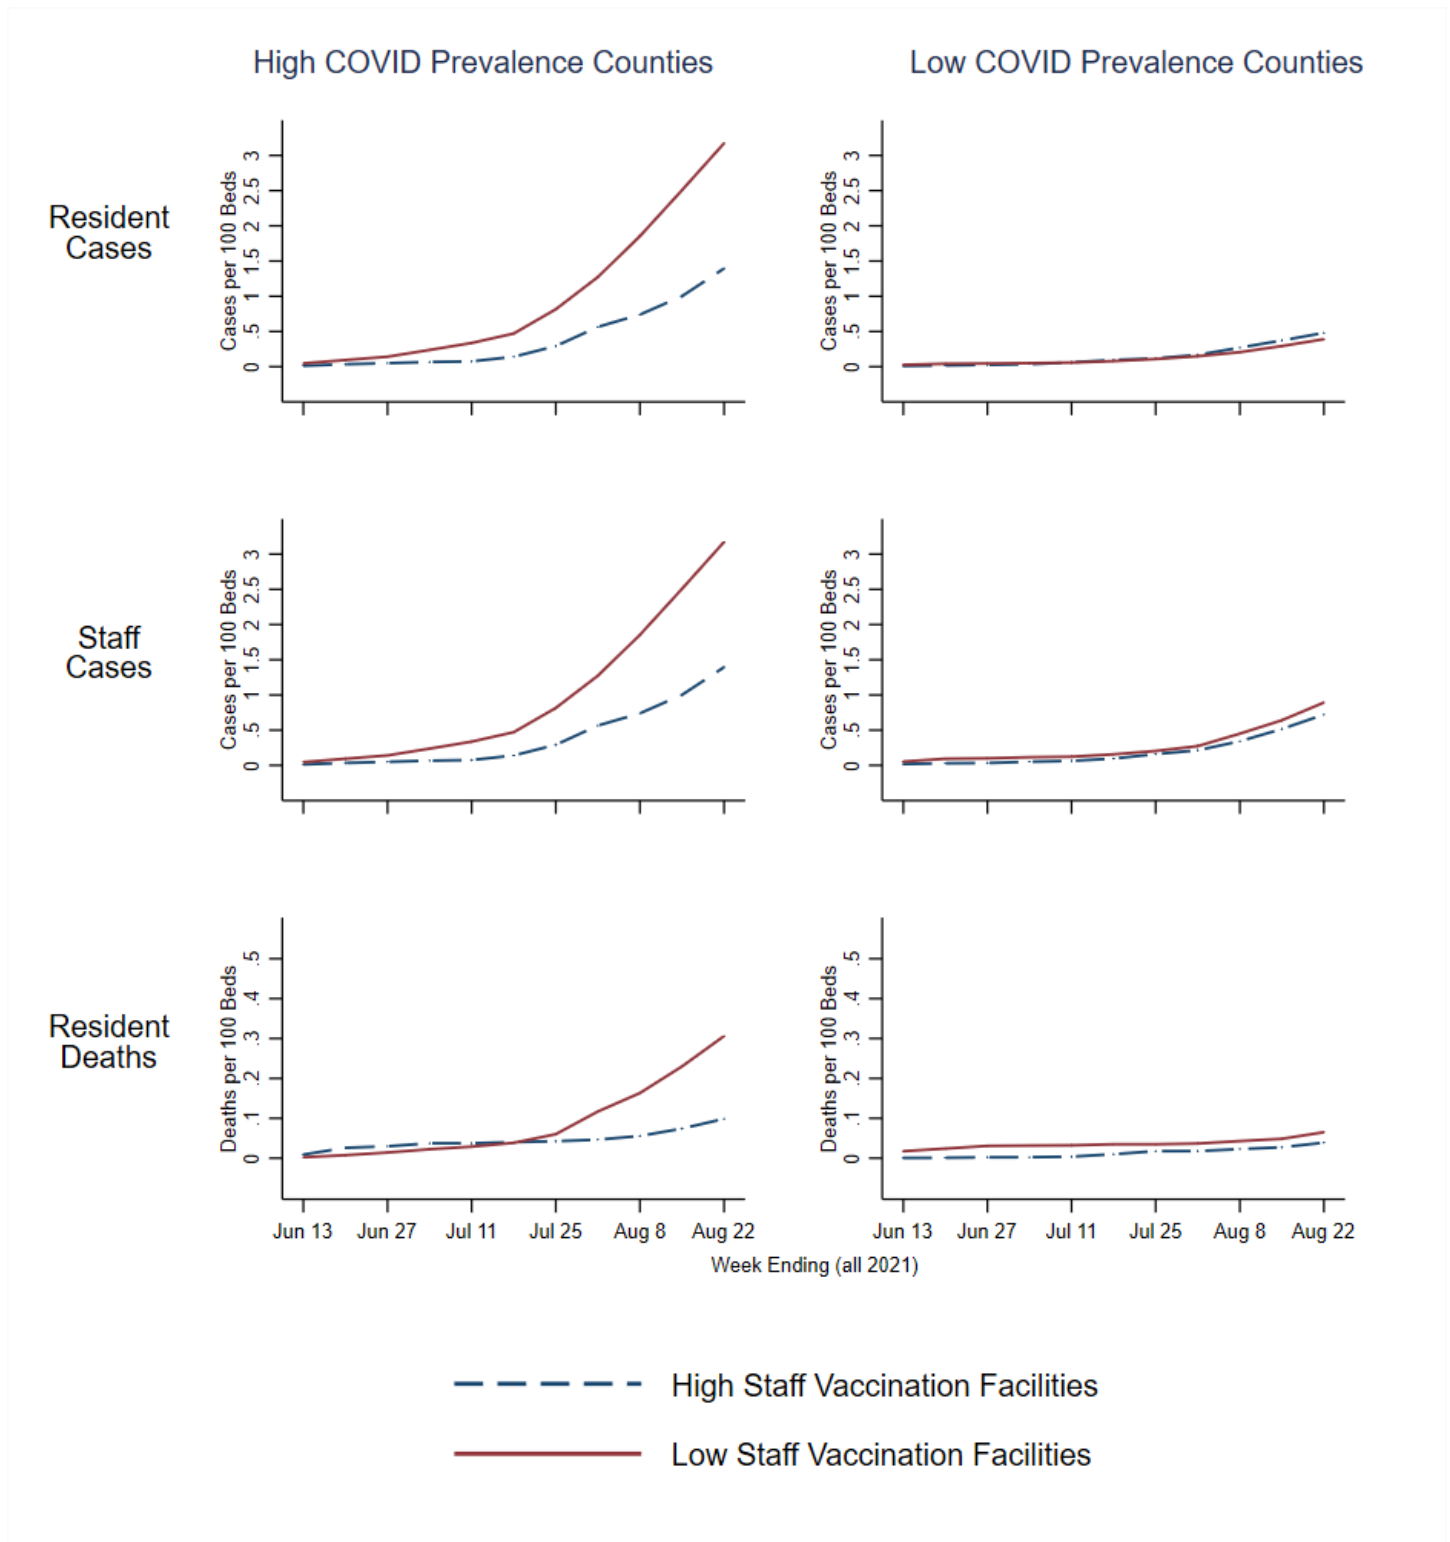 High COVID Prevalence Counties
Low COVID Prevalence Counties
Resident
Cases
Cases per 100 Beds
3
2.5
2
1.5
1
.5
0
Cases per 100 Beds
3
2.5
2
1.5
1
.5
0
Staff
Cases
Cases per 100 Beds
3
2.5
2
1.5
1
.5
0
Cases per 100 Beds
3
2.5
2
1.5
1
.5
0
Resident
Deaths
Deaths per 100 Beds
.5
.4
.3
.2
.1
0
Deaths per 100 Beds
.5
.4
.3
.2
.1
0
Jun 13 Jun 27 Jul 11 Jul 25 Aug 8 Aug 22
Jun 13 Jun 27 Jul 11 Jul 25 Aug 8 Aug 22
Week Ending (all 2021)
High Staff Vaccination Facilities
Low Staff Vaccination Facilities